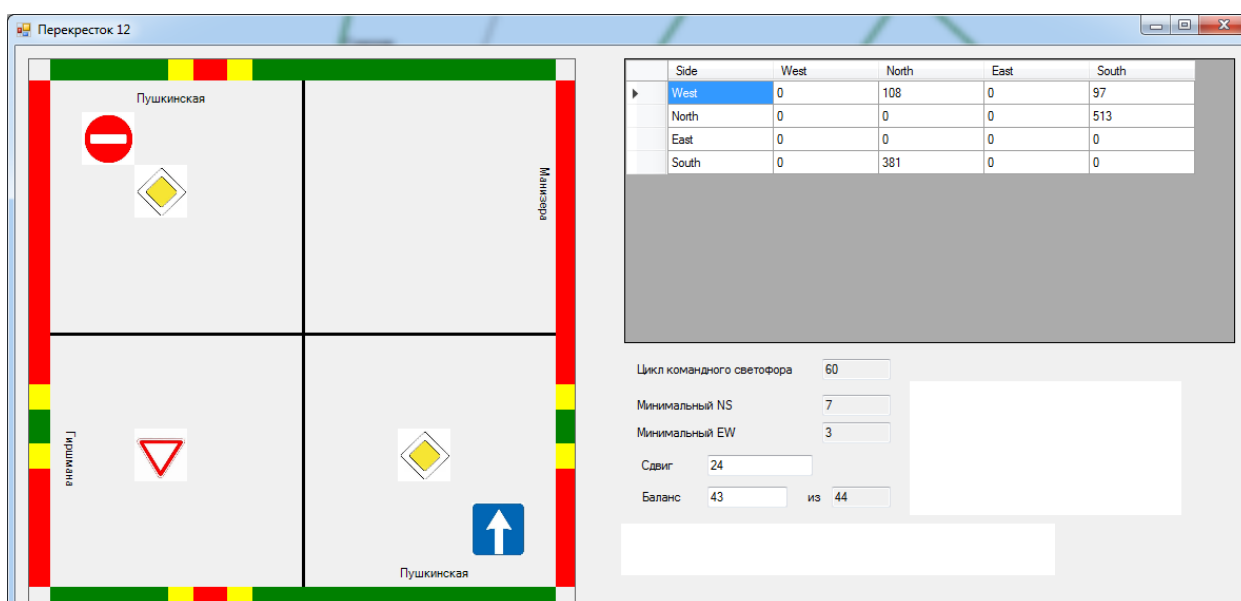 Перекресток 12
Пушкинская
Манизера
Гиршмана
Пушкинская
Side West North East South
West 0 108 0 97
North 0 0 0 513
East 0 0 0 0
South 0 381 0 0
Цикл командного светофора 60
Минимальный NS 7
Минимальный EW 3
Сдвиг 24
Баланс 43 из 44